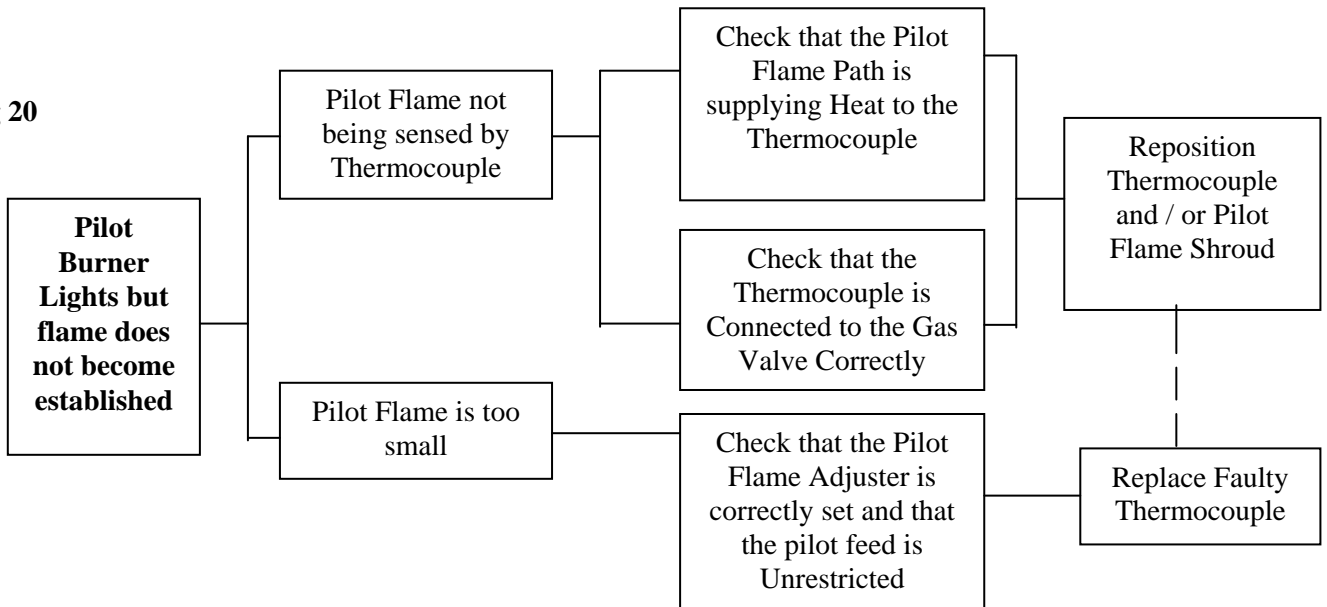 20
Pilot
Burner
Lights but
flame does
not become
established
Pilot Flame not
being sensed by
Thermocouple
Pilot Flame is too
small
Check that the Pilot
Flame Path is
supplying Heat to the
Thermocouple
Check that the
Thermocouple is
Connected to the Gas
Valve Correctly
Check that the Pilot
Flame Adjuster is
correctly set and that
the pilot feed is
Unrestricted
Reposition
Thermocouple
and / or Pilot
Flame Shroud
Replace Faulty
Thermocouple